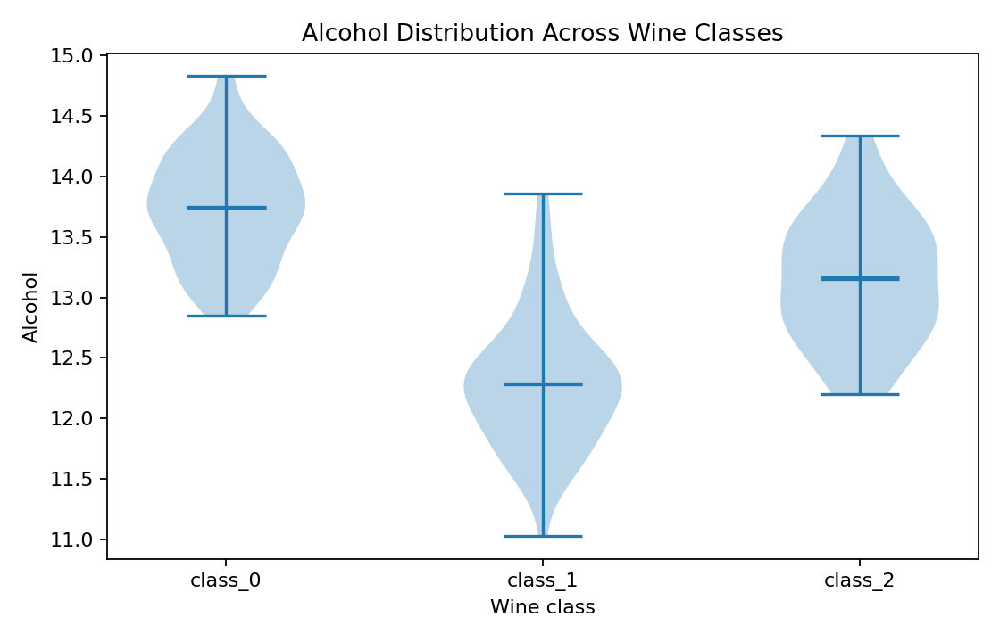 Alcohol Distribution Across Wine Classes
15.0
14.5
14.0
13.5
13.0
12.5
12.0
11.5
11.0
Alcohol
class_0 class_1 class_2
Wine class